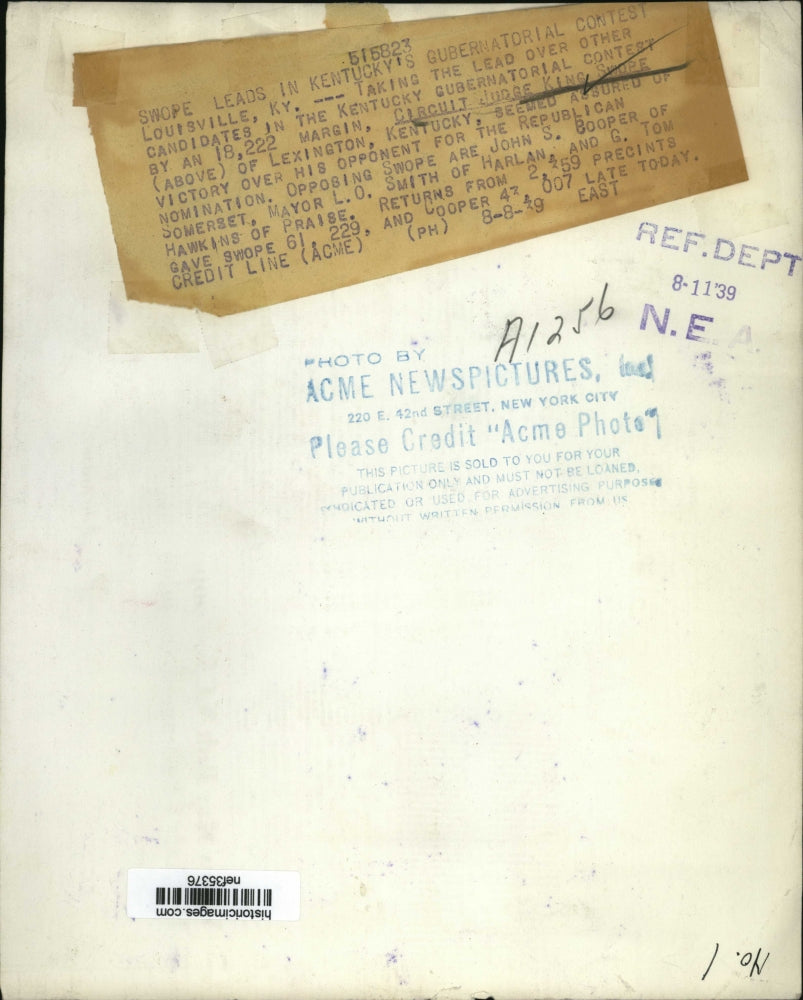 515823
SWOPE LEADS IN KENTUCKY'S GUBERNATORIAL CONTEST
LOUISVILLE, KY. --- TAKING THE LEAD OVER OTHER
CANDIDATES IN THE KENTUCKY GUBERNATORIAL CONTEST
BY AN 18,222 MARGIN, CIRCUIT JUDGE KING SWOPE
(ABOVE) OF LEXINGTON, KENTUCKY, SEEMED ASSURED OF
VICTORY OVER HIS OPPONENT FOR THE REPUBLICAN
NOMINATION. OPPOSING SWOPE ARE JOHN S. COOPER OF
SOMERSET, MAYOR L.O. SMITH OF HARLAN, AND G. TOM
HAWKINS OF PRAISE. RETURNS FROM 2, 59 PRECINTS
GAVE SWOPE 61, 229, AND COOPER 4, 007 LATE TODAY.
CREDIT LINE (ACME) (PH) 8-8- 9 EAST
REF. DEPT
8-11'39
N.E.A.
A1256
PHOTO BY
ACME NEWSPICTURES, Inc.
220 E. 42nd STREET, NEW YORK CITY
Please Credit "Acme Photo"
THIS PICTURE IS SOLD TO YOU FOR YOUR
PUBLICATION ONLY AND MUST NOT BE LOANED,
SYNDICATED OR USED FOR ADVERTISING PURPOSES
WITHOUT WRITTEN PERMISSION FROM US
historicimages.com
nef35376
No. 1